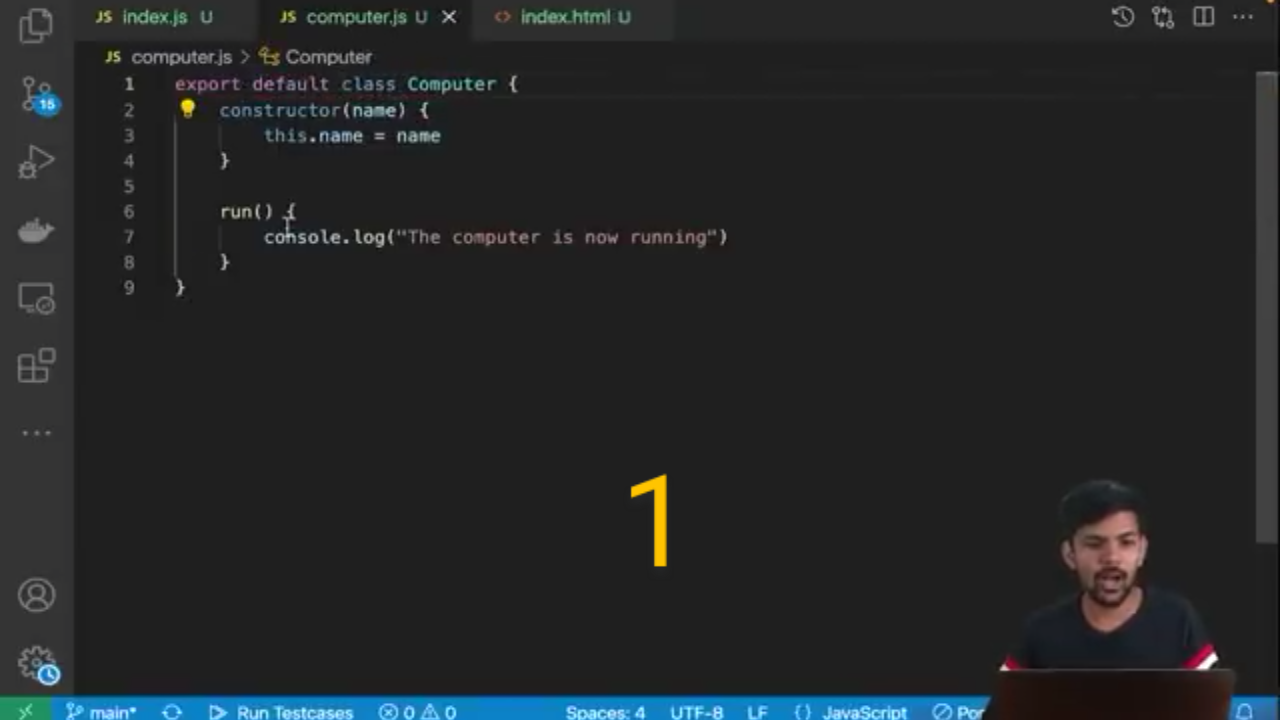 JS index.js U JS computer.js U <> index.html U
JS computer.js > Computer
1 export default class Computer {
2 constructor(name) {
3 this.name = name
4 }
5
6 run() {
7 console.log("The computer is now running")
8 }
9 }
15
1
main* Run Testcases 0 0 Spaces: 4 UTF-8 LF {} JavaScript